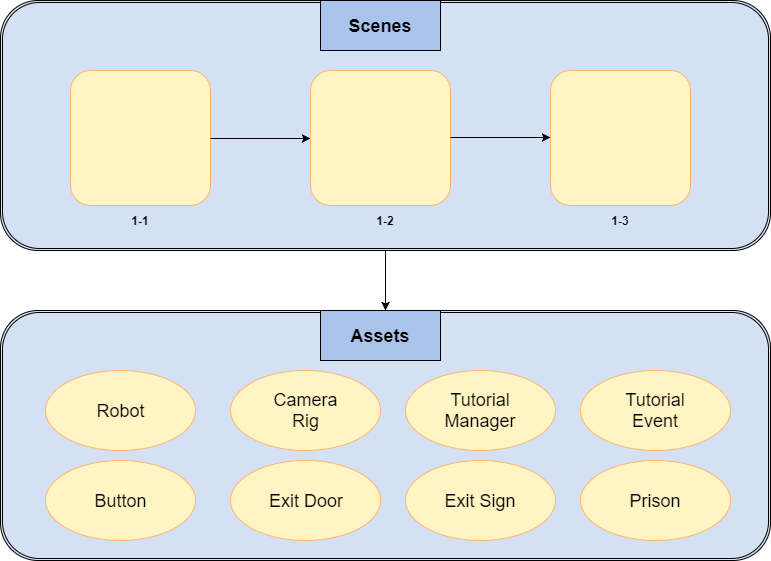 Scenes
1-1
1-2
1-3
Assets
Robot
Camera
Rig
Tutorial
Manager
Tutorial
Event
Button
Exit Door
Exit Sign
Prison